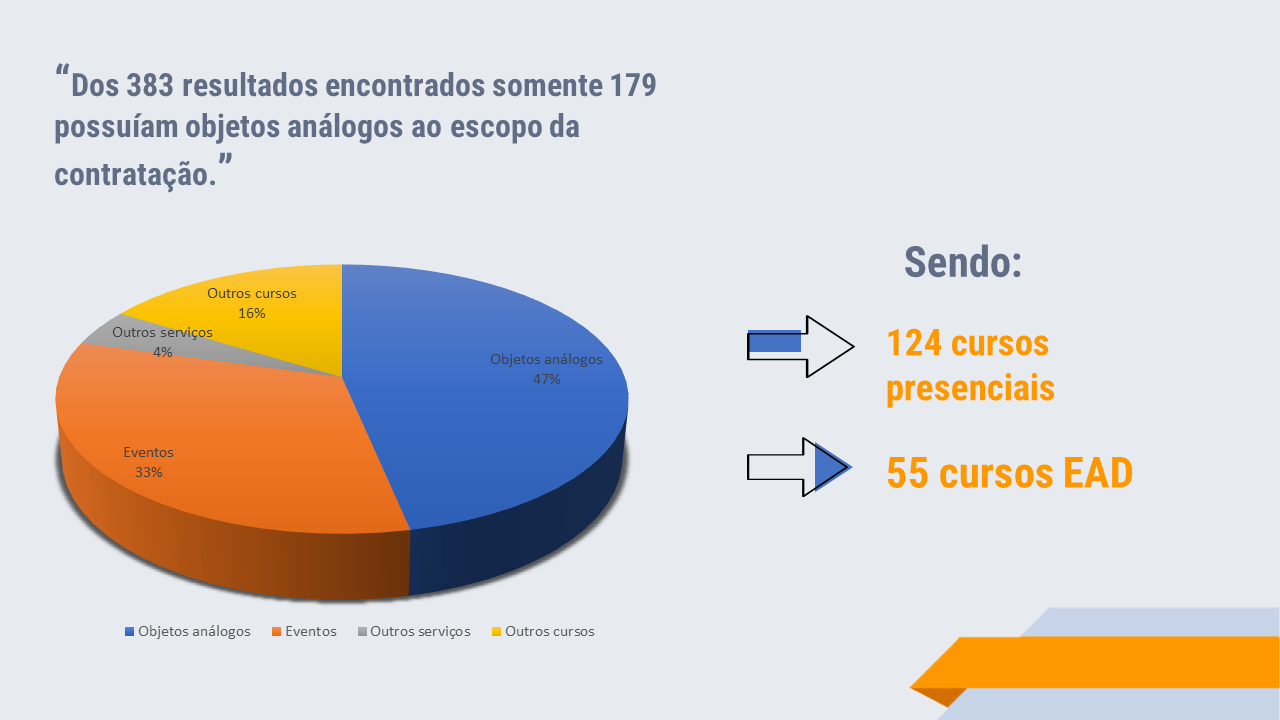 “Dos 383 resultados encontrados somente 179
possuíam objetos análogos ao escopo da
contratação.”
Outros cursos
16%
Outros serviços
4%
Objetos análogos
47%
Eventos
33%
Objetos análogos Eventos Outros serviços Outros cursos
Sendo:
124 cursos
presenciais
55 cursos EAD